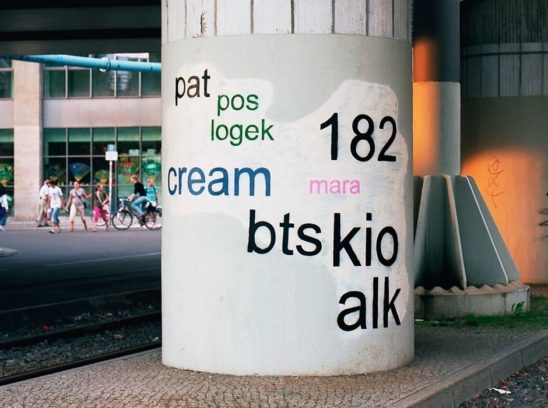 pat
pos
logek
182
cream
mara
bts
kio
alk